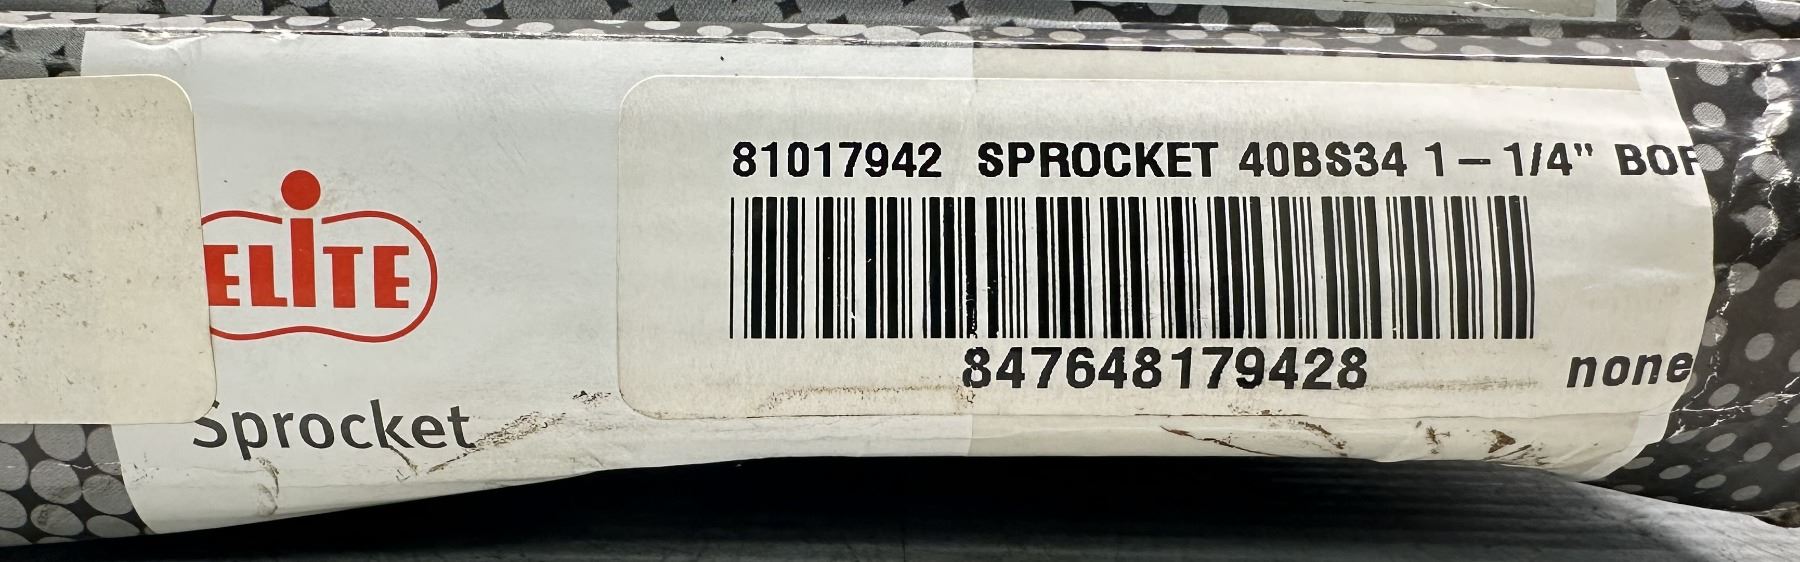 ELiTE
Sprocket
81017942 SPROCKET 40BS34 1-1/4"
847648179428
none